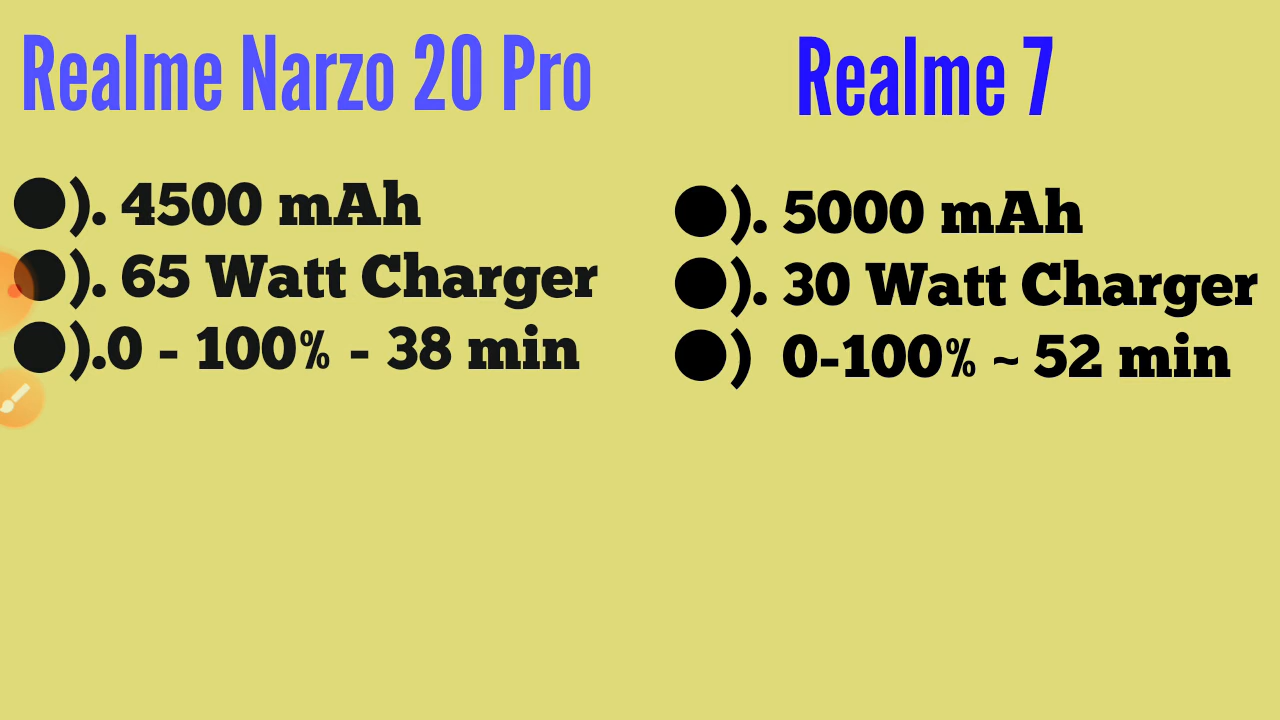 Realme Narzo 20 Pro
●). 4500 mAh
●). 65 Watt Charger
●).0 - 100% - 38 min
Realme 7
●). 5000 mAh
●). 30 Watt Charger
●) 0-100% ~ 52 min